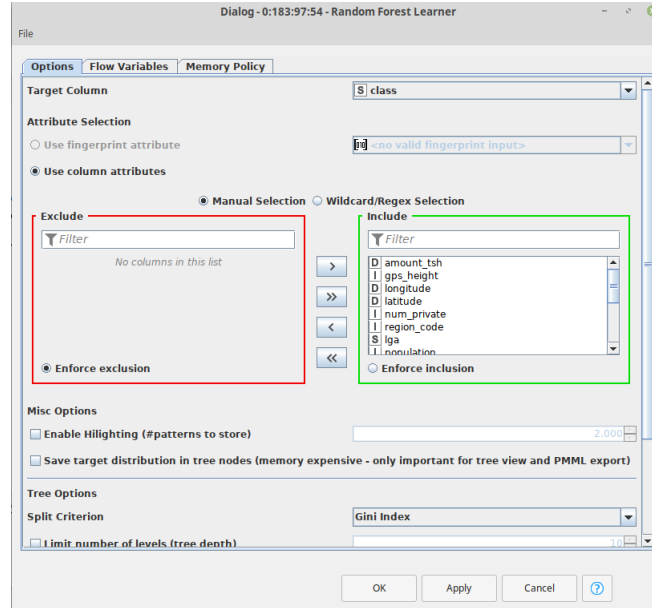 Dialog - 0:183:97:54 - Random Forest Learner
File
Options Flow Variables Memory Policy
Target Column S class
Attribute Selection
Use fingerprint attribute <no valid fingerprint input>
Use column attributes
Manual Selection Wildcard/Regex Selection
Exclude Include
Filter Filter
No columns in this list
D amount_tsh
I gps_height
D longitude
D latitude
I num_private
I region_code
S lga
I population
> 
>>
<
<<
Enforce exclusion Enforce inclusion
Misc Options
Enable Hilighting (#patterns to store) 2.000
Save target distribution in tree nodes (memory expensive - only important for tree view and PMML export)
Tree Options
Split Criterion Gini Index
Limit number of levels (tree depth) 10
OK Apply Cancel ?